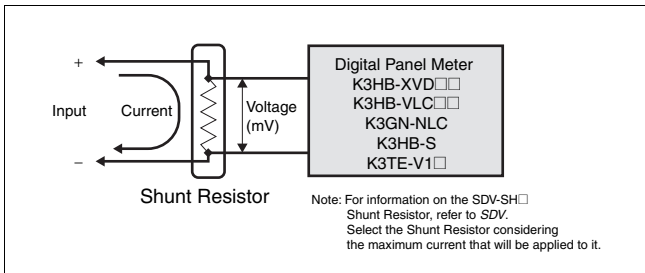 +
Input
Current
−
Voltage
(mV)
Shunt Resistor
Digital Panel Meter
K3HB-XVD□□
K3HB-VLC□□
K3GN-NLC
K3HB-S
K3TE-V1□
Note: For information on the SDV-SH□
Shunt Resistor, refer to SDV.
Select the Shunt Resistor considering
the maximum current that will be applied to it.